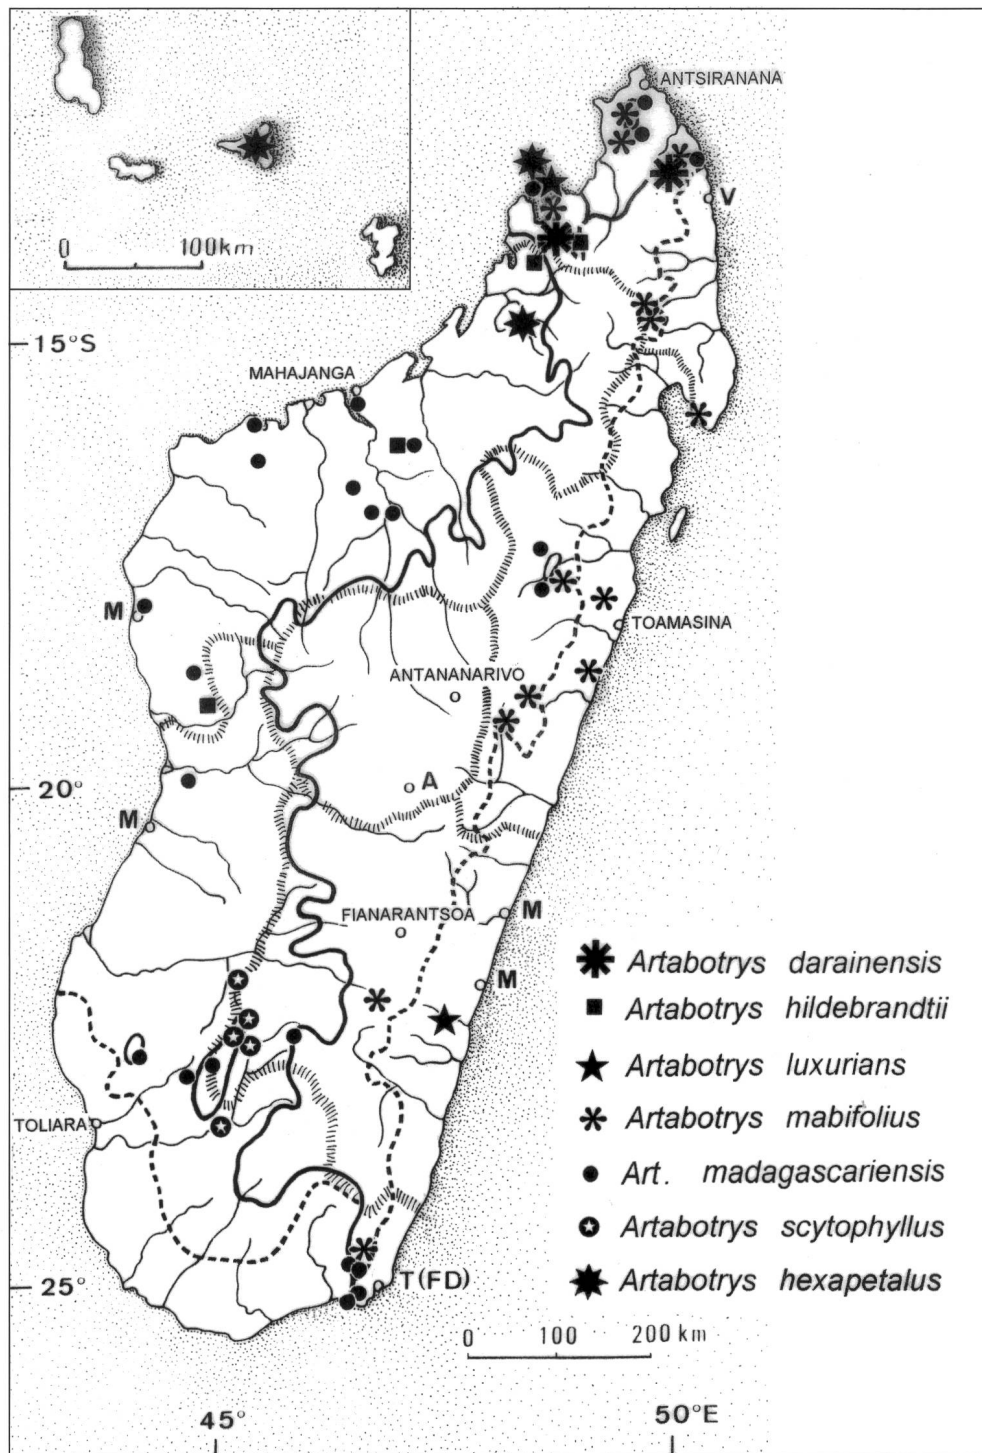 0 100km
ANTSIRANANA
V
15°S
MAHAJANGA
M
TOAMASINA
ANTANANARIVO
20°
A
M
FIANARANTSOA
M
M
TOLIARA
25°
T(FD)
Artabotrys darainensis
Artabotrys hildebrandtii
Artabotrys luxurians
Artabotrys mabifolius
Art. madagascariensis
Artabotrys scytophyllus
Artabotrys hexapetalus
0 100 200 km
45°
50°E